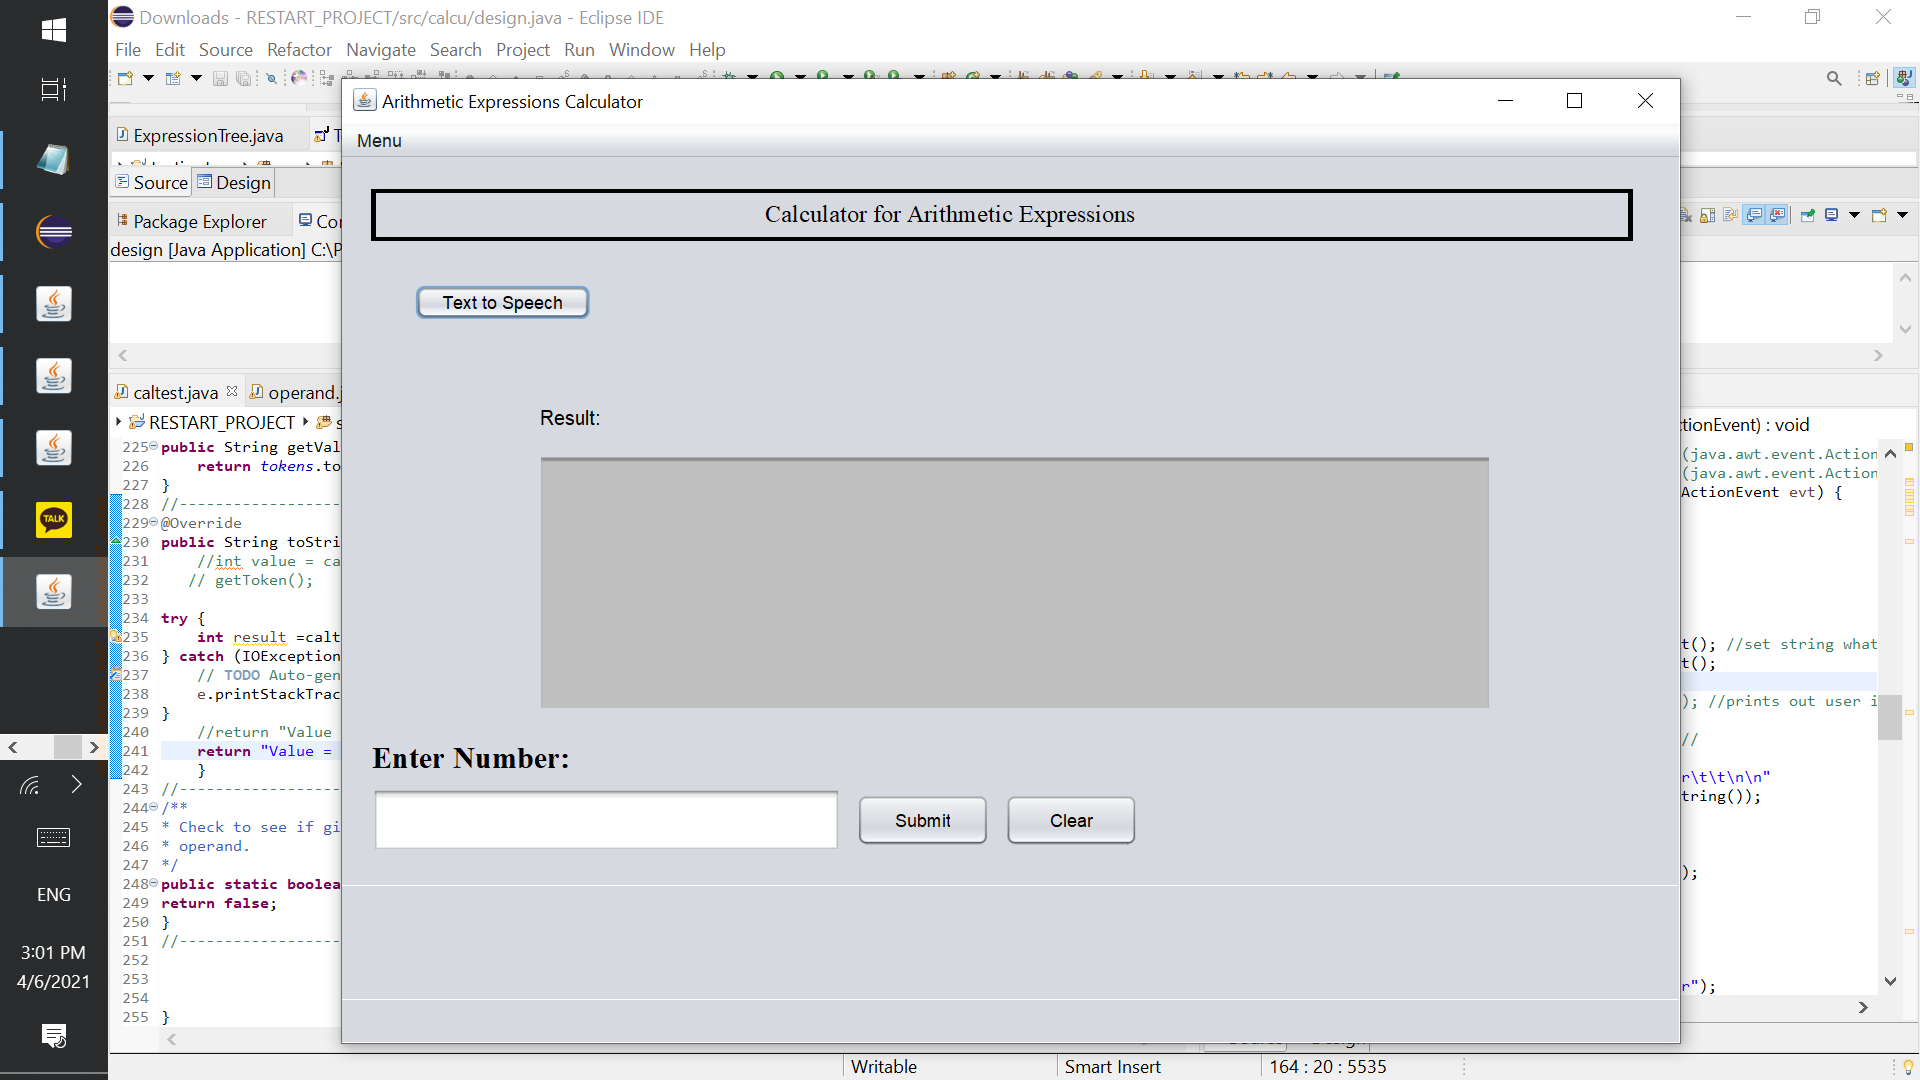 Downloads - RESTART_PROJECT/src/calcu/design.java - Eclipse IDE
File Edit Source Refactor Navigate Search Project Run Window Help
Arithmetic Expressions Calculator
Menu
ExpressionTree.java
Source Design
Package Explorer
design [Java Application] C:\P
Calculator for Arithmetic Expressions
Text to Speech
Result:
Enter Number:
Submit
Clear
caltest.java
operand.j
RESTART_PROJECT
225 public String getVal
226 return tokens.to
227 }
228 //------------------
229 @Override
230 public String toStri
231 //int value = ca
232 // getToken();
233
234 try {
235 int result =calt
236 } catch (IOException
237 // TODO Auto-gen
238 e.printStackTrac
239 }
240 //return "Value
241 return "Value =
242 }
243 //------------------
244 /**
245 * Check to see if gi
246 * operand.
247 */
248 public static boolea
249 return false;
250 }
251 //------------------
252
253
254
255 }
tionEvent) : void
(java.awt.event.Action
(java.awt.event.Action
ActionEvent evt) {
t(); //set string what
t();
); //prints out user i
//
r\t\t\n\n"
tring());
);
r");
TALK
ENG
3:01 PM
4/6/2021
Writable
Smart Insert
164 : 20 : 5535